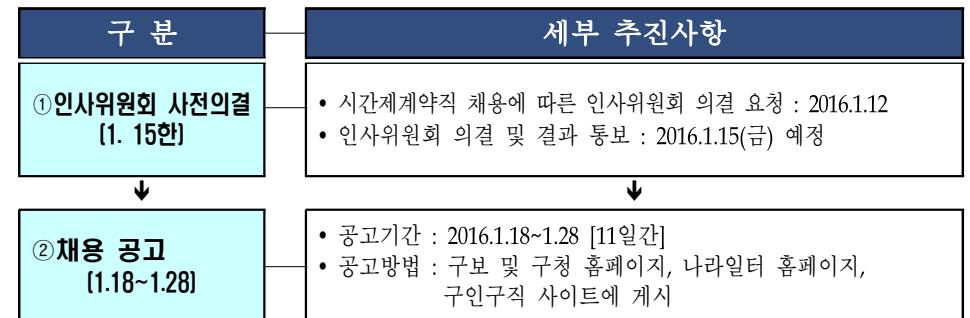 구 분
세부 추진사항
①인사위원회 사전의결
(1. 15한)
• 시간제계약직 채용에 따른 인사위원회 의결 요청 : 2016.1.12
• 인사위원회 의결 및 결과 통보 : 2016.1.15(금) 예정
②채용 공고
(1.18~1.28)
• 공고기간 : 2016.1.18~1.28 [11일간]
• 공고방법 : 구보 및 구청 홈페이지, 나라일터 홈페이지,
구인구직 사이트에 게시